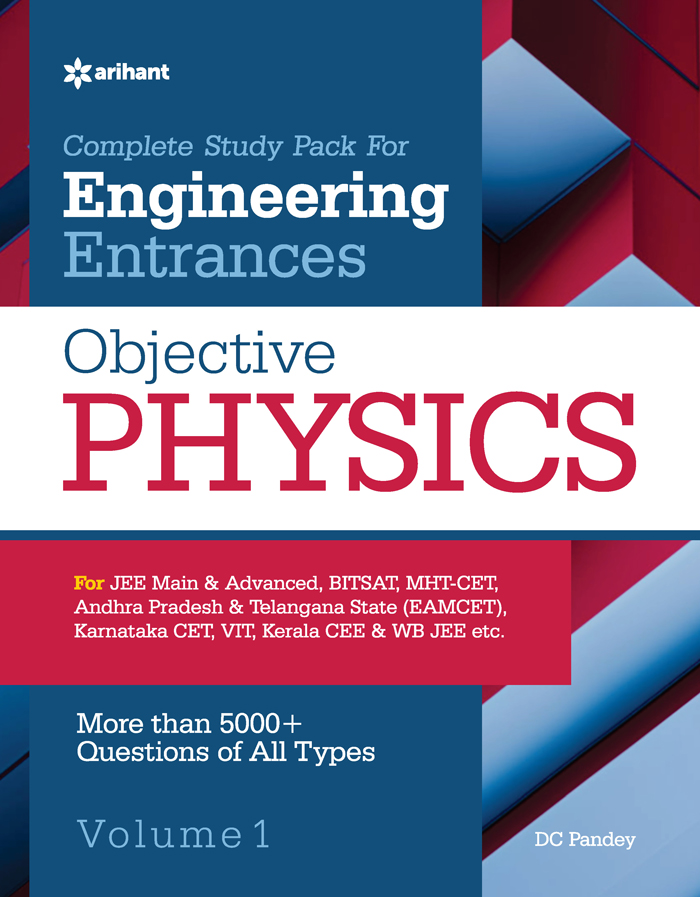 arihant
Complete Study Pack For
Engineering
Entrances
Objective
PHYSICS
For JEE Main & Advanced, BITSAT, MHT-CET,
Andhra Pradesh & Telangana State (EAMCET),
Karnataka CET, VIT, Kerala CEE & WB JEE etc.
More than 5000+
Questions of All Types
Volume 1
DC Pandey